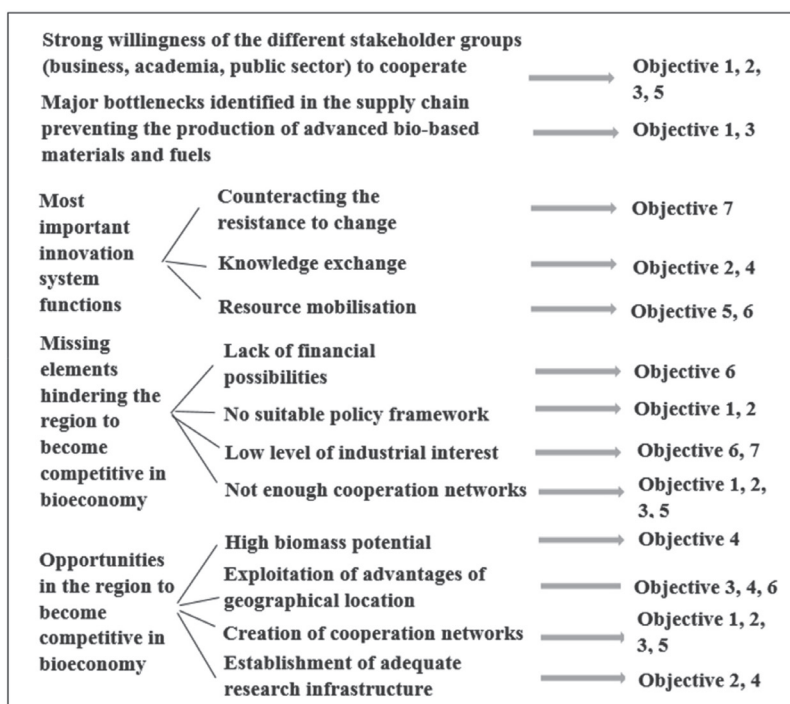 Strong willingness of the different stakeholder groups
(business, academia, public sector) to cooperate
Objective 1, 2,
3, 5
Major bottlenecks identified in the supply chain
preventing the production of advanced bio-based
materials and fuels
Objective 1, 3
Most
important
innovation
system
functions
Counteracting the
resistance to change
Objective 7
Knowledge exchange
Objective 2, 4
Resource mobilisation
Objective 5, 6
Missing
elements
hindering the
region to
become
competitive in
bioeconomy
Lack of financial
possibilities
Objective 6
No suitable policy framework
Objective 1, 2
Low level of industrial interest
Objective 6, 7
Not enough cooperation networks
Objective 1, 2,
3, 5
Opportunities
in the region to
become
competitive in
bioeconomy
High biomass potential
Objective 4
Exploitation of advantages of
geographical location
Objective 3, 4, 6
Creation of cooperation networks
Objective 1, 2,
3, 5
Establishment of adequate
research infrastructure
Objective 2, 4